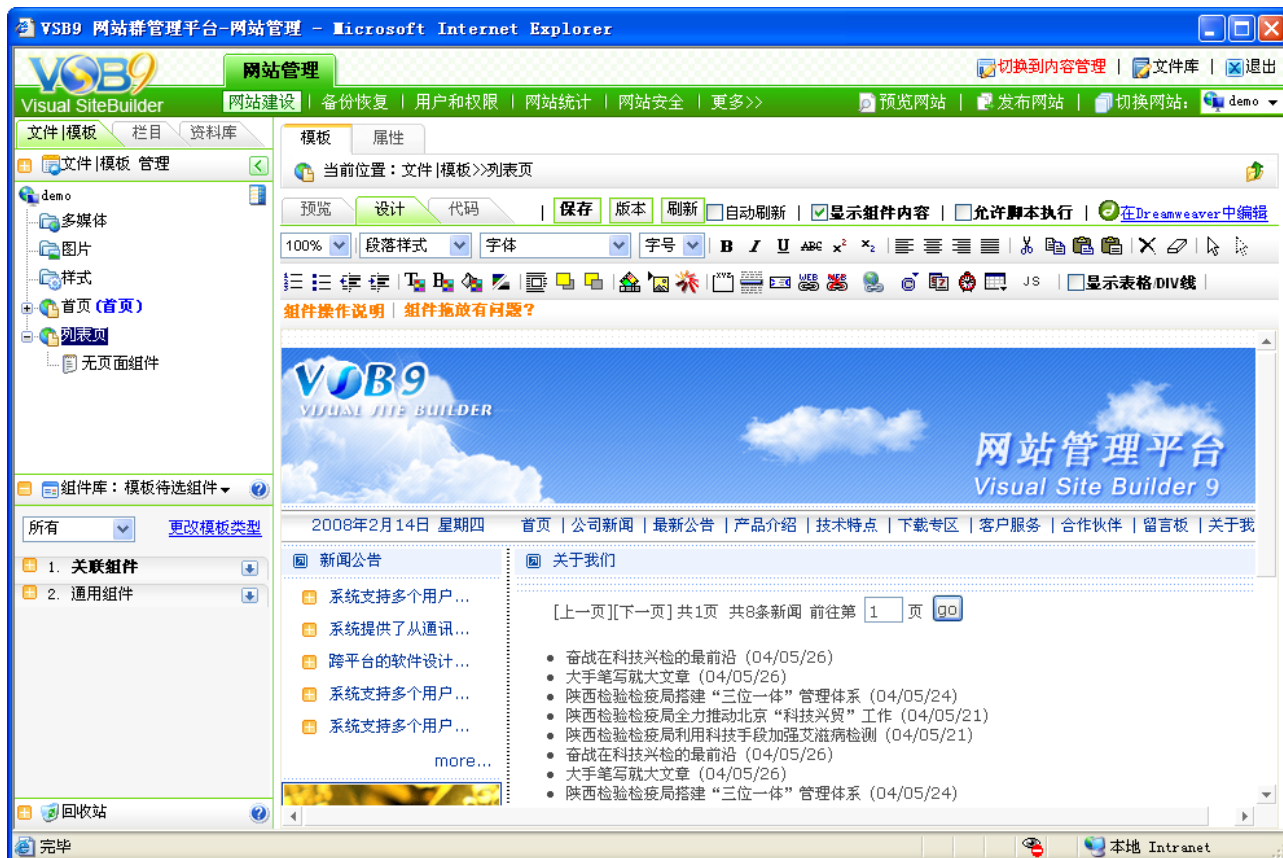 VSB9 网站群管理平台-网站管理 - Microsoft Internet Explorer
VSB9
Visual SiteBuilder
网站管理
切换到内容管理 | 文件库 | 退出
网站建设 | 备份恢复 | 用户和权限 | 网站统计 | 网站安全 | 更多>> 预览网站 | 发布网站 | 切换网站: demo
文件|模板 栏目 资料库
文件|模板 管理
demo
多媒体
图片
样式
首页(首页)
列表页
无页面组件
组件库：模板待选组件
所有 更改模板类型
1. 关联组件
2. 通用组件
回收站
模板 属性
当前位置：文件|模板>>列表页
预览 设计 代码 | 保存 版本 刷新 自动刷新 | 显示组件内容 | 允许脚本执行 | 在Dreamweaver中编辑
100% 段落样式 字体 字号 B I U ABC x² x₂
JS | 显示表格/DIV线 |
组件操作说明 | 组件拖放有问题?
VSB9
VISUAL SITE BUILDER
网站管理平台
Visual Site Builder 9
2008年2月14日 星期四 首页 | 公司新闻 | 最新公告 | 产品介绍 | 技术特点 | 下载专区 | 客户服务 | 合作伙伴 | 留言板 | 关于我
新闻公告
系统支持多个用户...
系统提供了从通讯...
跨平台的软件设计...
系统支持多个用户...
系统支持多个用户...
more...
关于我们
[上一页][下一页] 共1页 共8条新闻 前往第 1 页 go
奋战在科技兴检的最前沿 (04/05/26)
大手笔写就大文章 (04/05/26)
陕西检验检疫局搭建“三位一体”管理体系 (04/05/24)
陕西检验检疫局全力推动北京“科技兴贸”工作 (04/05/21)
陕西检验检疫局利用科技手段加强艾滋病检测 (04/05/21)
奋战在科技兴检的最前沿 (04/05/26)
大手笔写就大文章 (04/05/26)
陕西检验检疫局搭建“三位一体”管理体系 (04/05/24)
完毕
本地 Intranet